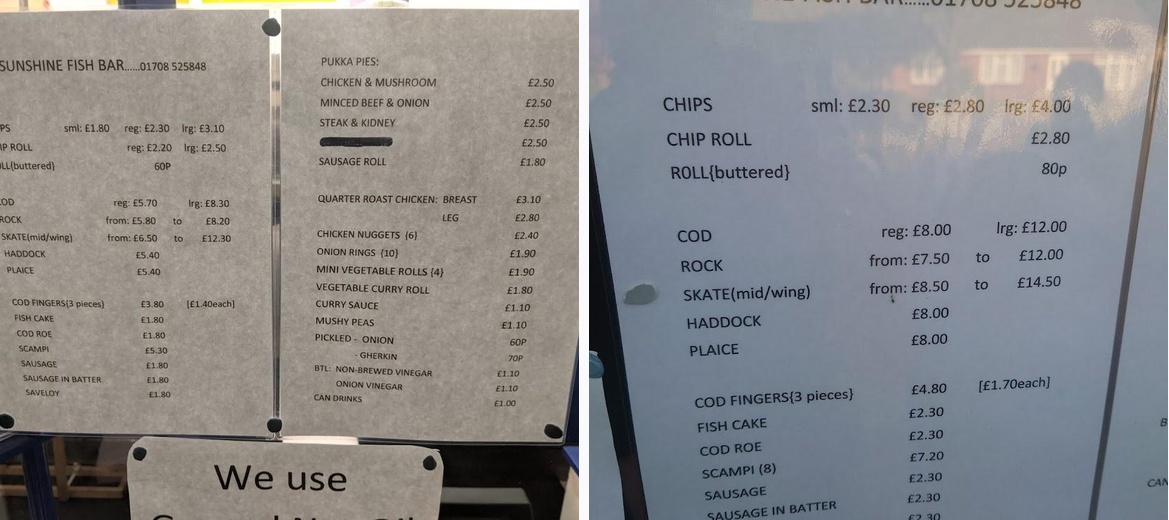 SUNSHINE FISH BAR......01708 525848
PS sml: £1.80 reg: £2.30 lrg: £3.10
IP ROLL reg: £2.20 lrg: £2.50
LL{buttered} 60P
OD reg: £5.70 lrg: £8.30
ROCK from: £5.80 to £8.20
SKATE(mid/wing) from: £6.50 to £12.30
HADDOCK £5.40
PLAICE £5.40
COD FINGERS{3 pieces} £3.80 [£1.40each]
FISH CAKE £1.80
COD ROE £1.80
SCAMPI £5.30
SAUSAGE £1.80
SAUSAGE IN BATTER £1.80
SAVELOY £1.80
PUKKA PIES:
CHICKEN & MUSHROOM £2.50
MINCED BEEF & ONION £2.50
STEAK & KIDNEY £2.50
£2.50
SAUSAGE ROLL £1.80
QUARTER ROAST CHICKEN: BREAST £3.10
LEG £2.80
CHICKEN NUGGETS {6} £2.40
ONION RINGS {10} £1.90
MINI VEGETABLE ROLLS {4} £1.90
VEGETABLE CURRY ROLL £1.80
CURRY SAUCE £1.10
MUSHY PEAS £1.10
PICKLED - ONION 60P
- GHERKIN 70P
BTL: NON-BREWED VINEGAR £1.10
ONION VINEGAR £1.10
CAN DRINKS £1.00
We use
FISH BAR......01708 525848
CHIPS sml: £2.30 reg: £2.80 lrg: £4.00
CHIP ROLL £2.80
ROLL{buttered} 80p
COD reg: £8.00 lrg: £12.00
ROCK from: £7.50 to £12.00
SKATE(mid/wing) from: £8.50 to £14.50
HADDOCK £8.00
PLAICE £8.00
COD FINGERS{3 pieces} £4.80 [£1.70each]
FISH CAKE £2.30
COD ROE £2.30
SCAMPI (8) £7.20
SAUSAGE £2.30
SAUSAGE IN BATTER £2.30
£2.30
B
CAN